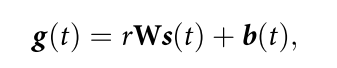 g(t) = rWs(t) + b(t),